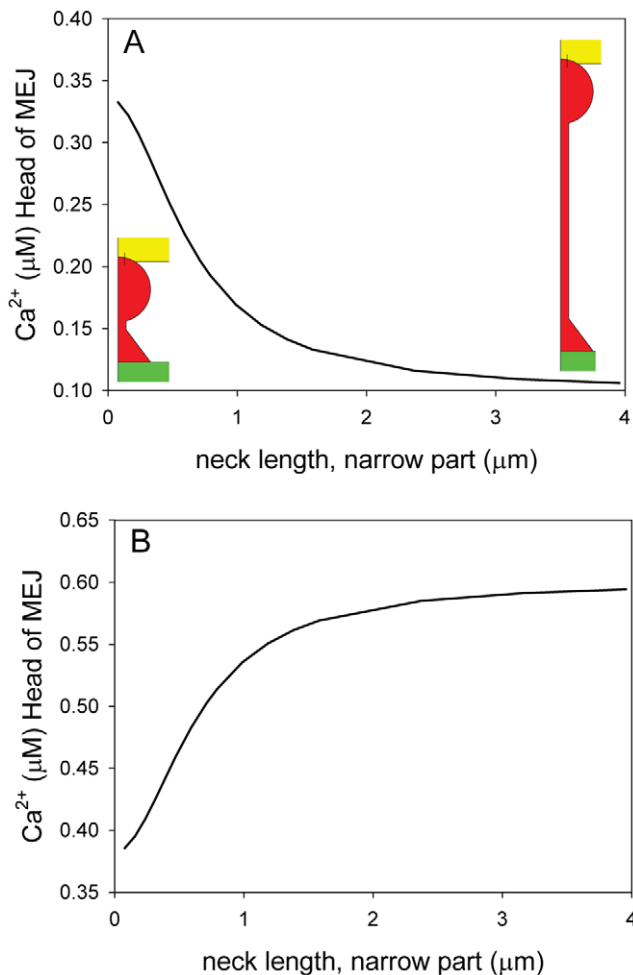 A
Ca²⁺ (μM) Head of MEJ
0.40
0.35
0.30
0.25
0.20
0.15
0.10
0 1 2 3 4
neck length, narrow part (μm)
B
Ca²⁺ (μM) Head of MEJ
0.65
0.60
0.55
0.50
0.45
0.40
0.35
0 1 2 3 4
neck length, narrow part (μm)